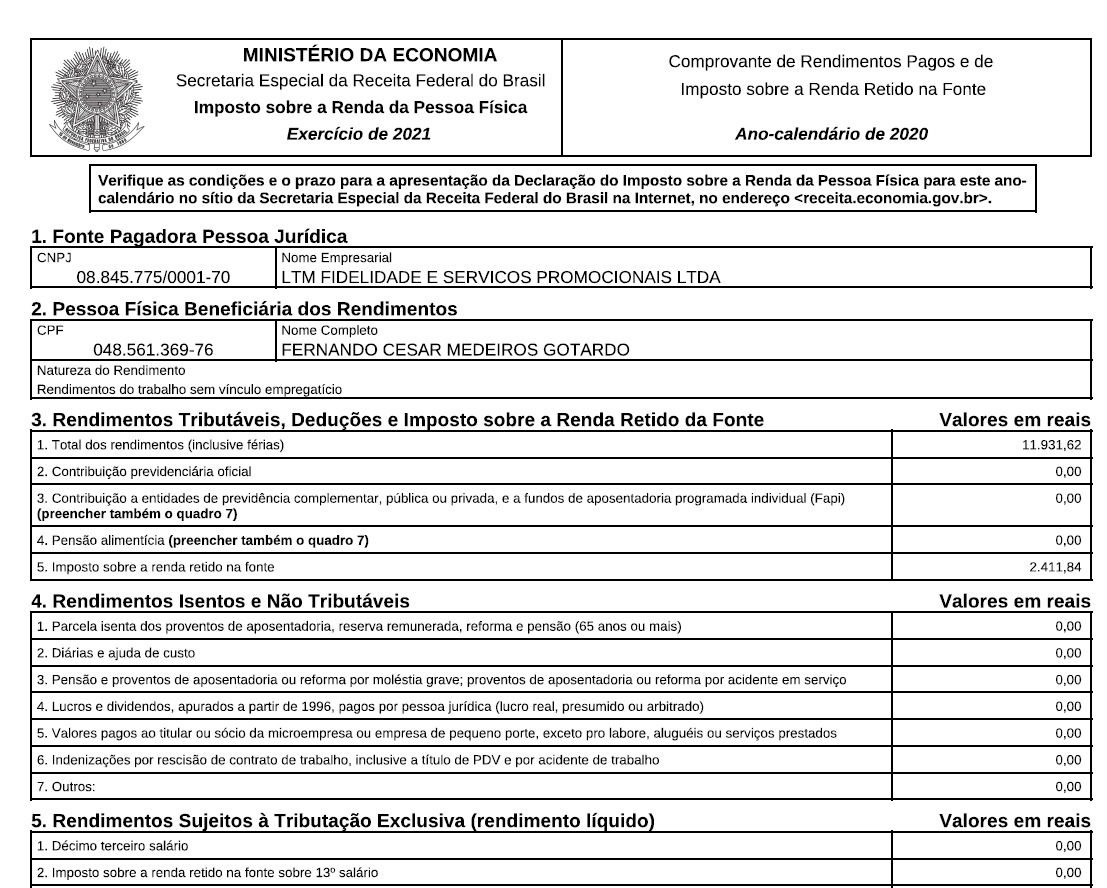 MINISTÉRIO DA ECONOMIA
Secretaria Especial da Receita Federal do Brasil
Imposto sobre a Renda da Pessoa Física
Exercício de 2021
Comprovante de Rendimentos Pagos e de
Imposto sobre a Renda Retido na Fonte
Ano-calendário de 2020
Verifique as condições e o prazo para a apresentação da Declaração do Imposto sobre a Renda da Pessoa Física para este ano-
calendário no sítio da Secretaria Especial da Receita Federal do Brasil na Internet, no endereço <receita.economia.gov.br>.
1. Fonte Pagadora Pessoa Jurídica
CNPJ
08.845.775/0001-70
Nome Empresarial
LTM FIDELIDADE E SERVICOS PROMOCIONAIS LTDA
2. Pessoa Física Beneficiária dos Rendimentos
CPF
048.561.369-76
Nome Completo
FERNANDO CESAR MEDEIROS GOTARDO
Natureza do Rendimento
Rendimentos do trabalho sem vínculo empregatício
3. Rendimentos Tributáveis, Deduções e Imposto sobre a Renda Retido da Fonte Valores em reais
1. Total dos rendimentos (inclusive férias) 11.931,62
2. Contribuição previdenciária oficial 0,00
3. Contribuição a entidades de previdência complementar, pública ou privada, e a fundos de aposentadoria programada individual (Fapi) 0,00
(preencher também o quadro 7)
4. Pensão alimentícia (preencher também o quadro 7) 0,00
5. Imposto sobre a renda retido na fonte 2.411,84
4. Rendimentos Isentos e Não Tributáveis Valores em reais
1. Parcela isenta dos proventos de aposentadoria, reserva remunerada, reforma e pensão (65 anos ou mais) 0,00
2. Diárias e ajuda de custo 0,00
3. Pensão e proventos de aposentadoria ou reforma por moléstia grave; proventos de aposentadoria ou reforma por acidente em serviço 0,00
4. Lucros e dividendos, apurados a partir de 1996, pagos por pessoa jurídica (lucro real, presumido ou arbitrado) 0,00
5. Valores pagos ao titular ou sócio da microempresa ou empresa de pequeno porte, exceto pro labore, aluguéis ou serviços prestados 0,00
6. Indenizações por rescisão de contrato de trabalho, inclusive a título de PDV e por acidente de trabalho 0,00
7. Outros: 0,00
5. Rendimentos Sujeitos à Tributação Exclusiva (rendimento líquido) Valores em reais
1. Décimo terceiro salário 0,00
2. Imposto sobre a renda retido na fonte sobre 13º salário 0,00